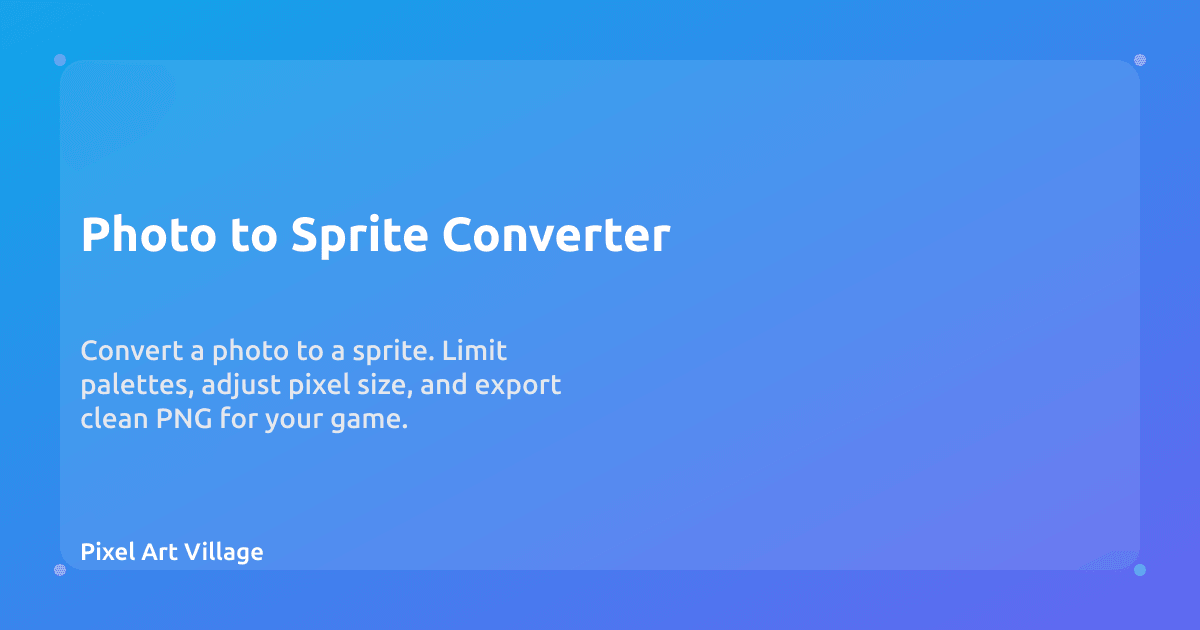 Photo to Sprite Converter
Convert a photo to a sprite. Limit
palettes, adjust pixel size, and export
clean PNG for your game.
Pixel Art Village